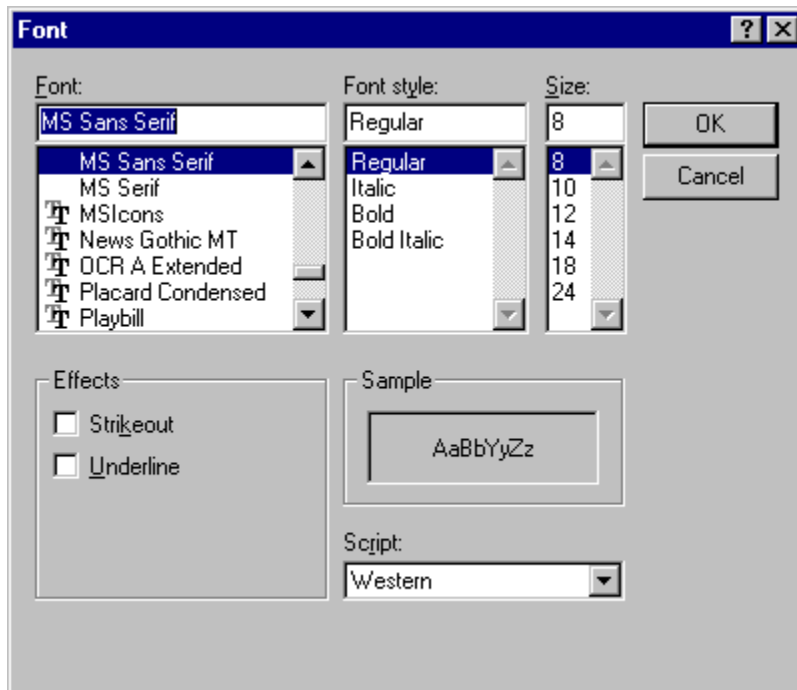 Font
Font:
MS Sans Serif
MS Sans Serif
MS Serif
MSIcons
News Gothic MT
OCR A Extended
Placard Condensed
Playbill
Font style:
Regular
Regular
Italic
Bold
Bold Italic
Size:
8
8
10
12
14
18
24
OK
Cancel
Effects
Strikeout
Underline
Sample
AaBbYyZz
Script:
Western